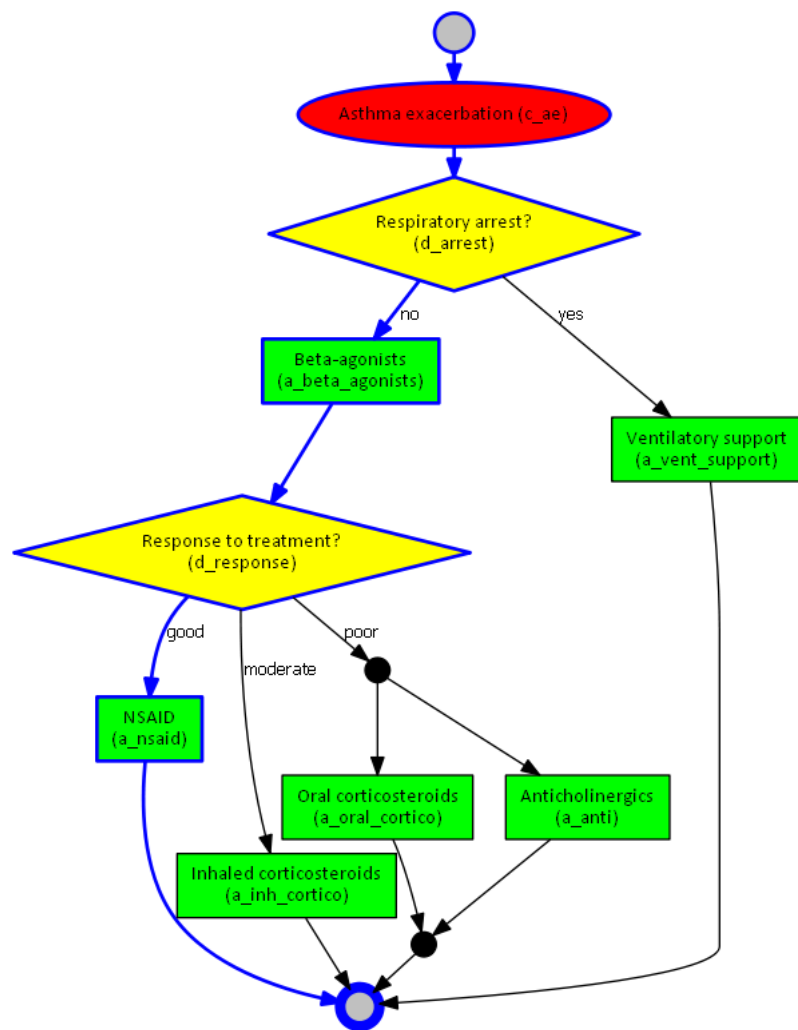 Asthma exacerbation (c_ae)
Respiratory arrest?
(d_arrest)
no
yes
Beta-agonists
(a_beta_agonists)
Ventilatory support
(a_vent_support)
Response to treatment?
(d_response)
good
moderate
poor
NSAID
(a_nsaid)
Oral corticosteroids
(a_oral_cortico)
Anticholinergics
(a_anti)
Inhaled corticosteroids
(a_inh_cortico)